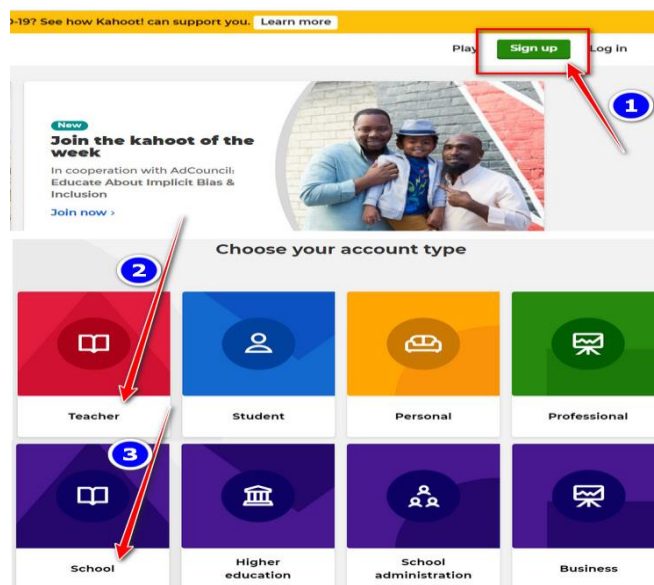 -19? See how Kahoot! can support you. Learn more
Play Sign up Log in
1
New
Join the kahoot of the
week
In cooperation with AdCouncil:
Educate About Implicit Bias &
Inclusion
Join now ›
Choose your account type
2
Teacher Student Personal Professional
3
School Higher education School administration Business